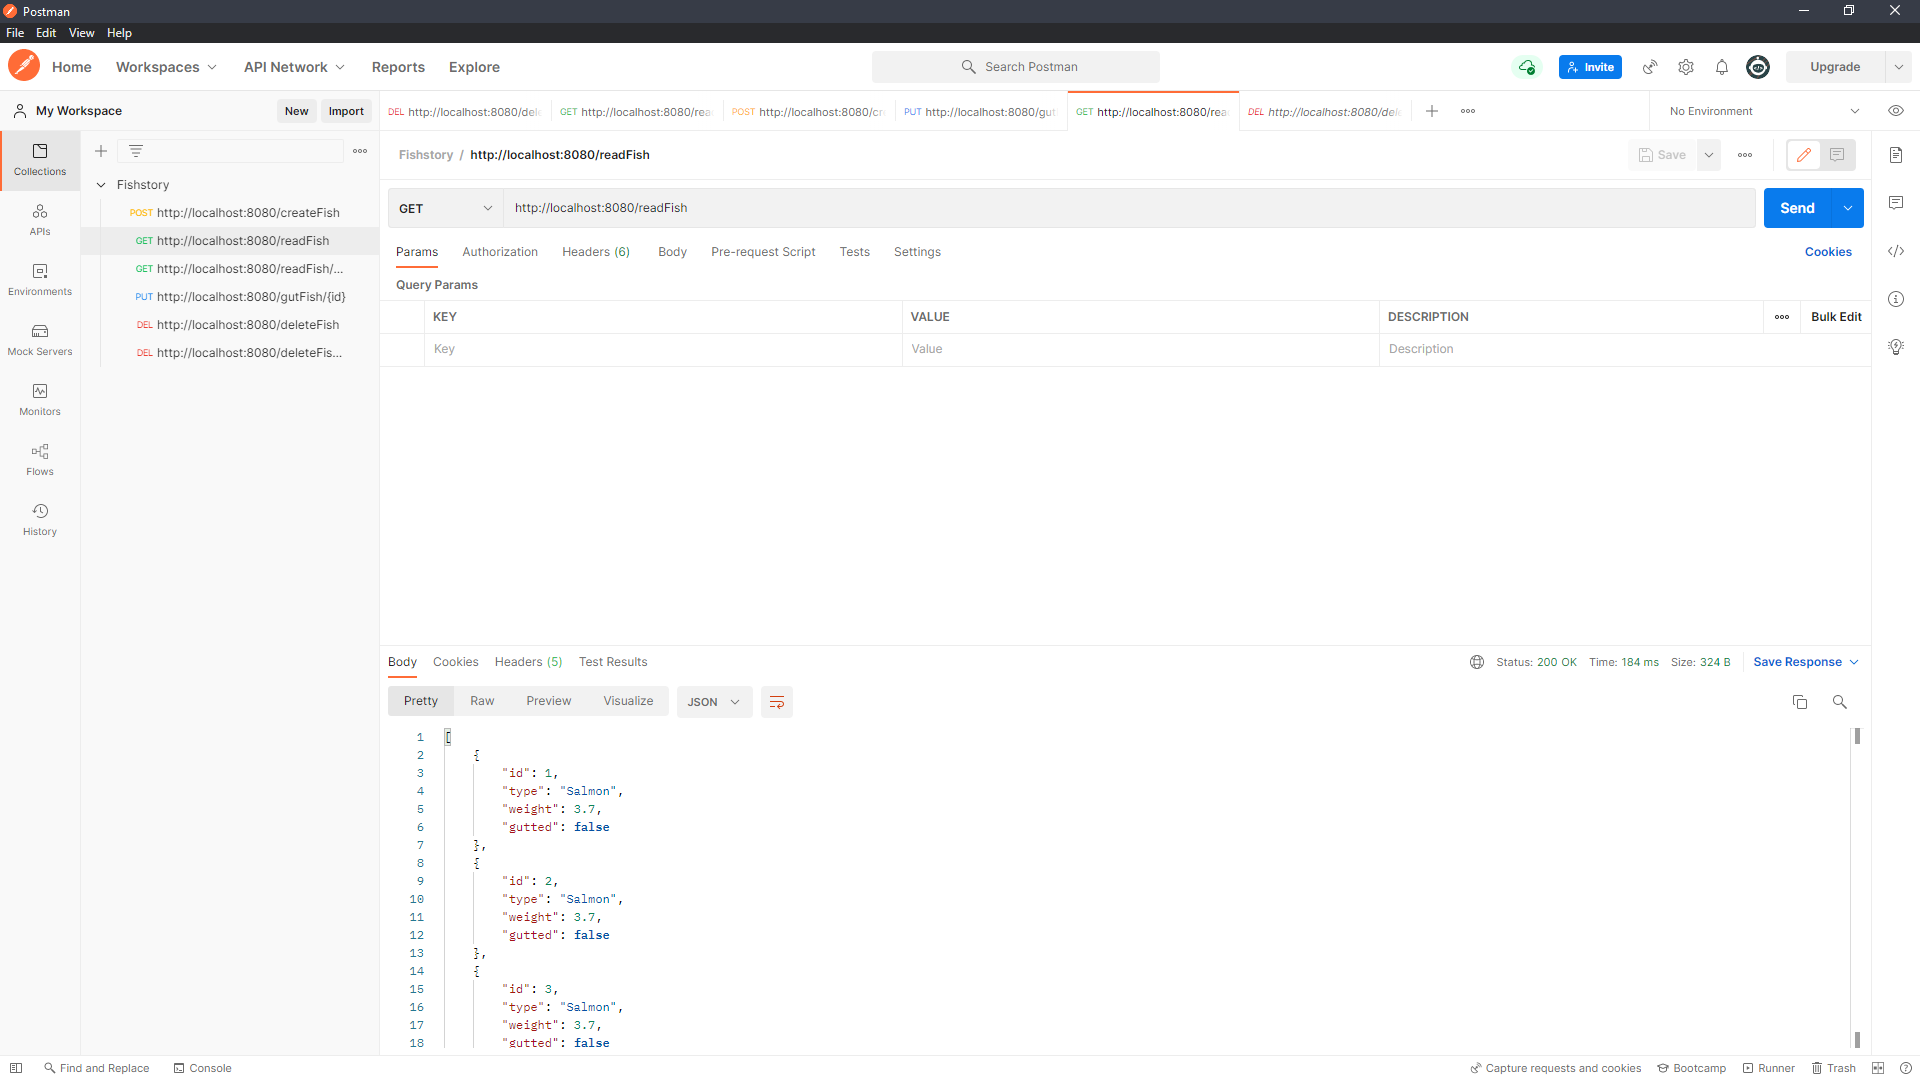 Postman
File Edit View Help
Home Workspaces API Network Reports Explore Search Postman Invite Upgrade
My Workspace New Import
DEL http://localhost:8080/dele GET http://localhost:8080/rea POST http://localhost:8080/cr PUT http://localhost:8080/gut GET http://localhost:8080/rea DEL http://localhost:8080/dele No Environment
Collections
APIs
Environments
Mock Servers
Monitors
Flows
History
Fishstory
POST http://localhost:8080/createFish
GET http://localhost:8080/readFish
GET http://localhost:8080/readFish/...
PUT http://localhost:8080/gutFish/{id}
DEL http://localhost:8080/deleteFish
DEL http://localhost:8080/deleteFis...
Fishstory / http://localhost:8080/readFish Save
GET http://localhost:8080/readFish Send
Params Authorization Headers (6) Body Pre-request Script Tests Settings Cookies
Query Params
KEY VALUE DESCRIPTION Bulk Edit
Key Value Description
Body Cookies Headers (5) Test Results Status: 200 OK Time: 184 ms Size: 324 B Save Response
Pretty Raw Preview Visualize JSON
1 [
2 {
3 "id": 1,
4 "type": "Salmon",
5 "weight": 3.7,
6 "gutted": false
7 },
8 {
9 "id": 2,
10 "type": "Salmon",
11 "weight": 3.7,
12 "gutted": false
13 },
14 {
15 "id": 3,
16 "type": "Salmon",
17 "weight": 3.7,
18 "gutted": false
Find and Replace Console Capture requests and cookies Bootcamp Runner Trash